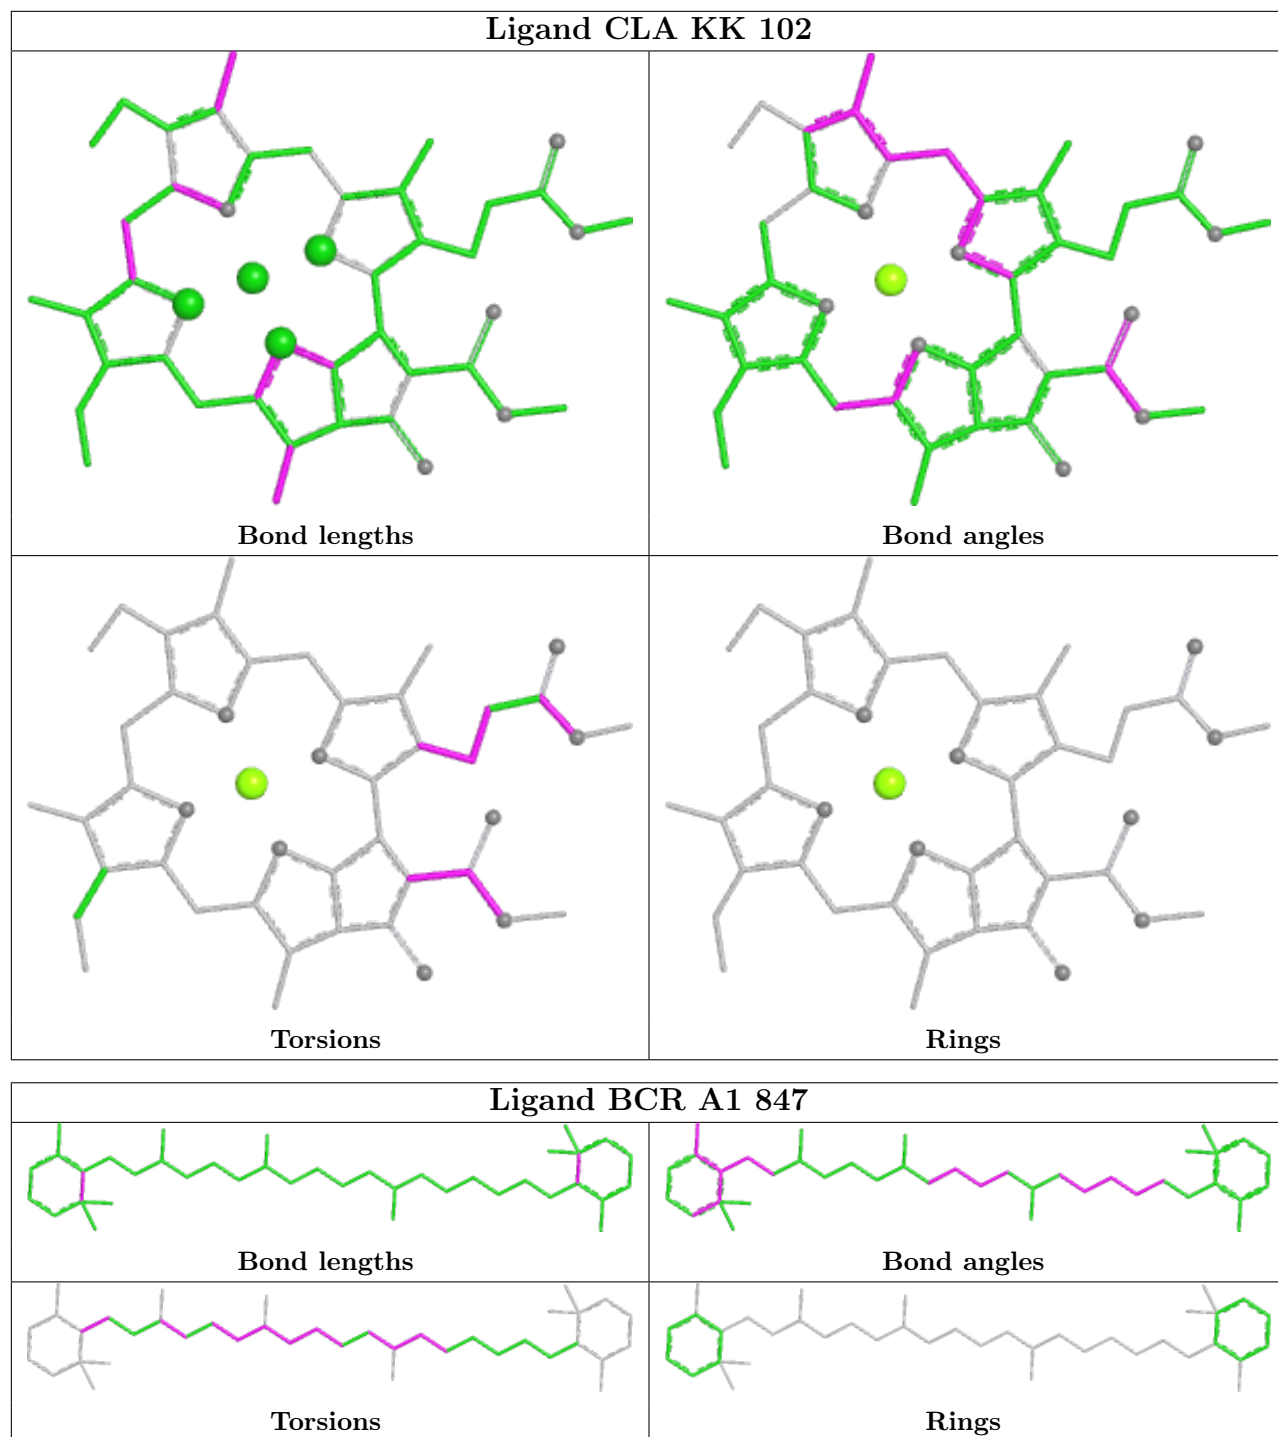 Ligand CLA KK 102
Bond lengths
Bond angles
Torsions
Rings
Ligand BCR A1 847
Bond lengths
Bond angles
Torsions
Rings